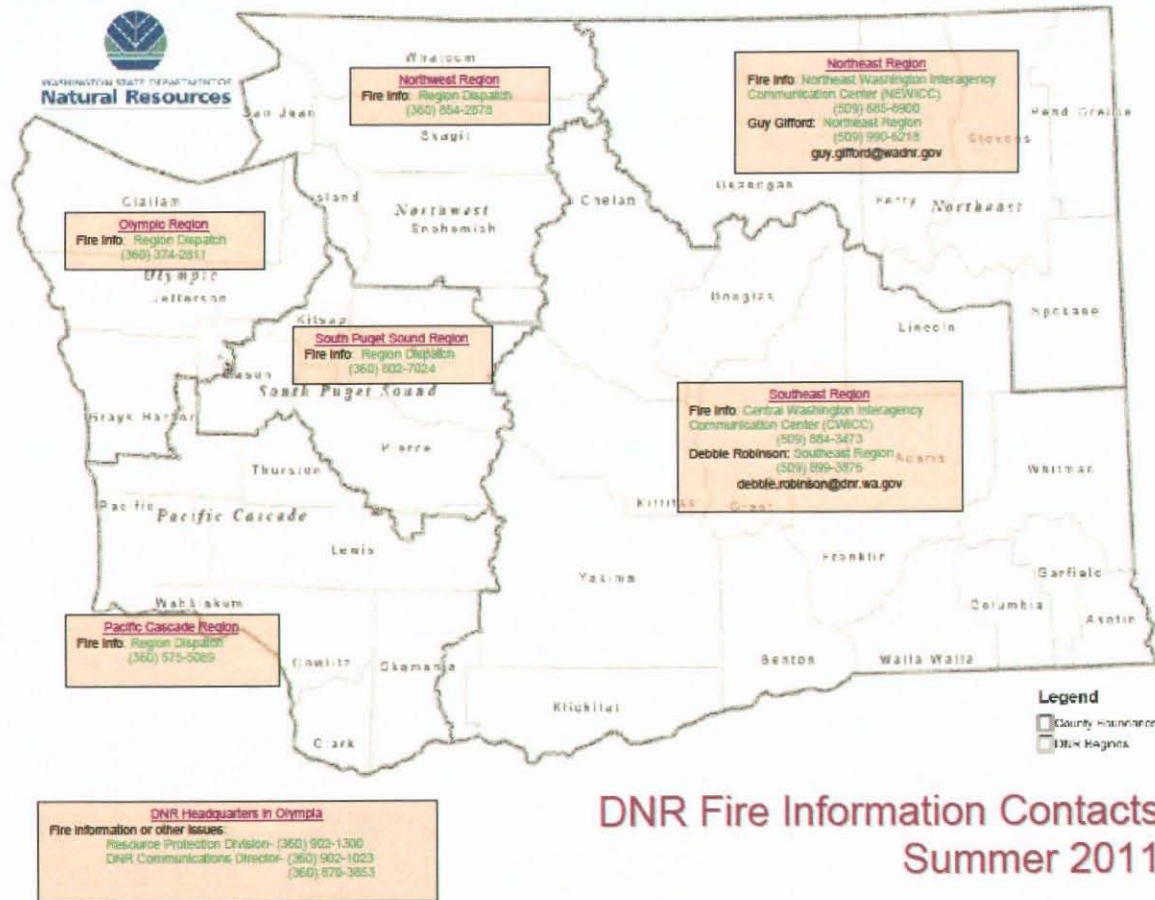 WASHINGTON STATE DEPARTMENT OF
Natural Resources
Whatcom
Northwest Region
Fire Info: Region Dispatch
(360) 854-2878
San Juan
Skagit
Northeast Region
Fire Info: Northeast Washington Interagency
Communication Center (NEWICC)
(509) 685-6900
Guy Gifford: Northeast Region
(509) 990-6218
guy.gifford@wadnr.gov
Pend Oreille
Stevens
Okanogan
Ferry
Northeast
Clallam
Island
Northwest
Snohomish
Chelan
Olympic Region
Fire Info: Region Dispatch
(360) 374-2811
Olympic
Jefferson
Douglas
Spokane
Lincoln
Kitsap
South Puget Sound Region
Fire Info: Region Dispatch
(360) 802-7024
Mason
South Puget Sound
Grays Harbor
Pierce
Southeast Region
Fire Info: Central Washington Interagency
Communication Center (CWICC)
(509) 884-3473
Debbie Robinson: Southeast Region
(509) 899-3876
debbie.robinson@dnr.wa.gov
Adams
Whitman
Thurston
Pacific
Pacific Cascade
Kittitas
Grant
Lewis
Franklin
Yakima
Garfield
Columbia
Asotin
Wahkiakum
Pacific Cascade Region
Fire Info: Region Dispatch
(360) 575-5089
Cowlitz
Skamania
Benton
Walla Walla
Klickitat
Clark
Legend
County Boundaries
DNR Regions
DNR Headquarters in Olympia
Fire information or other issues:
Resource Protection Division- (360) 902-1300
DNR Communications Director- (360) 902-1023
DNR Fire Information Contacts
Summer 2011